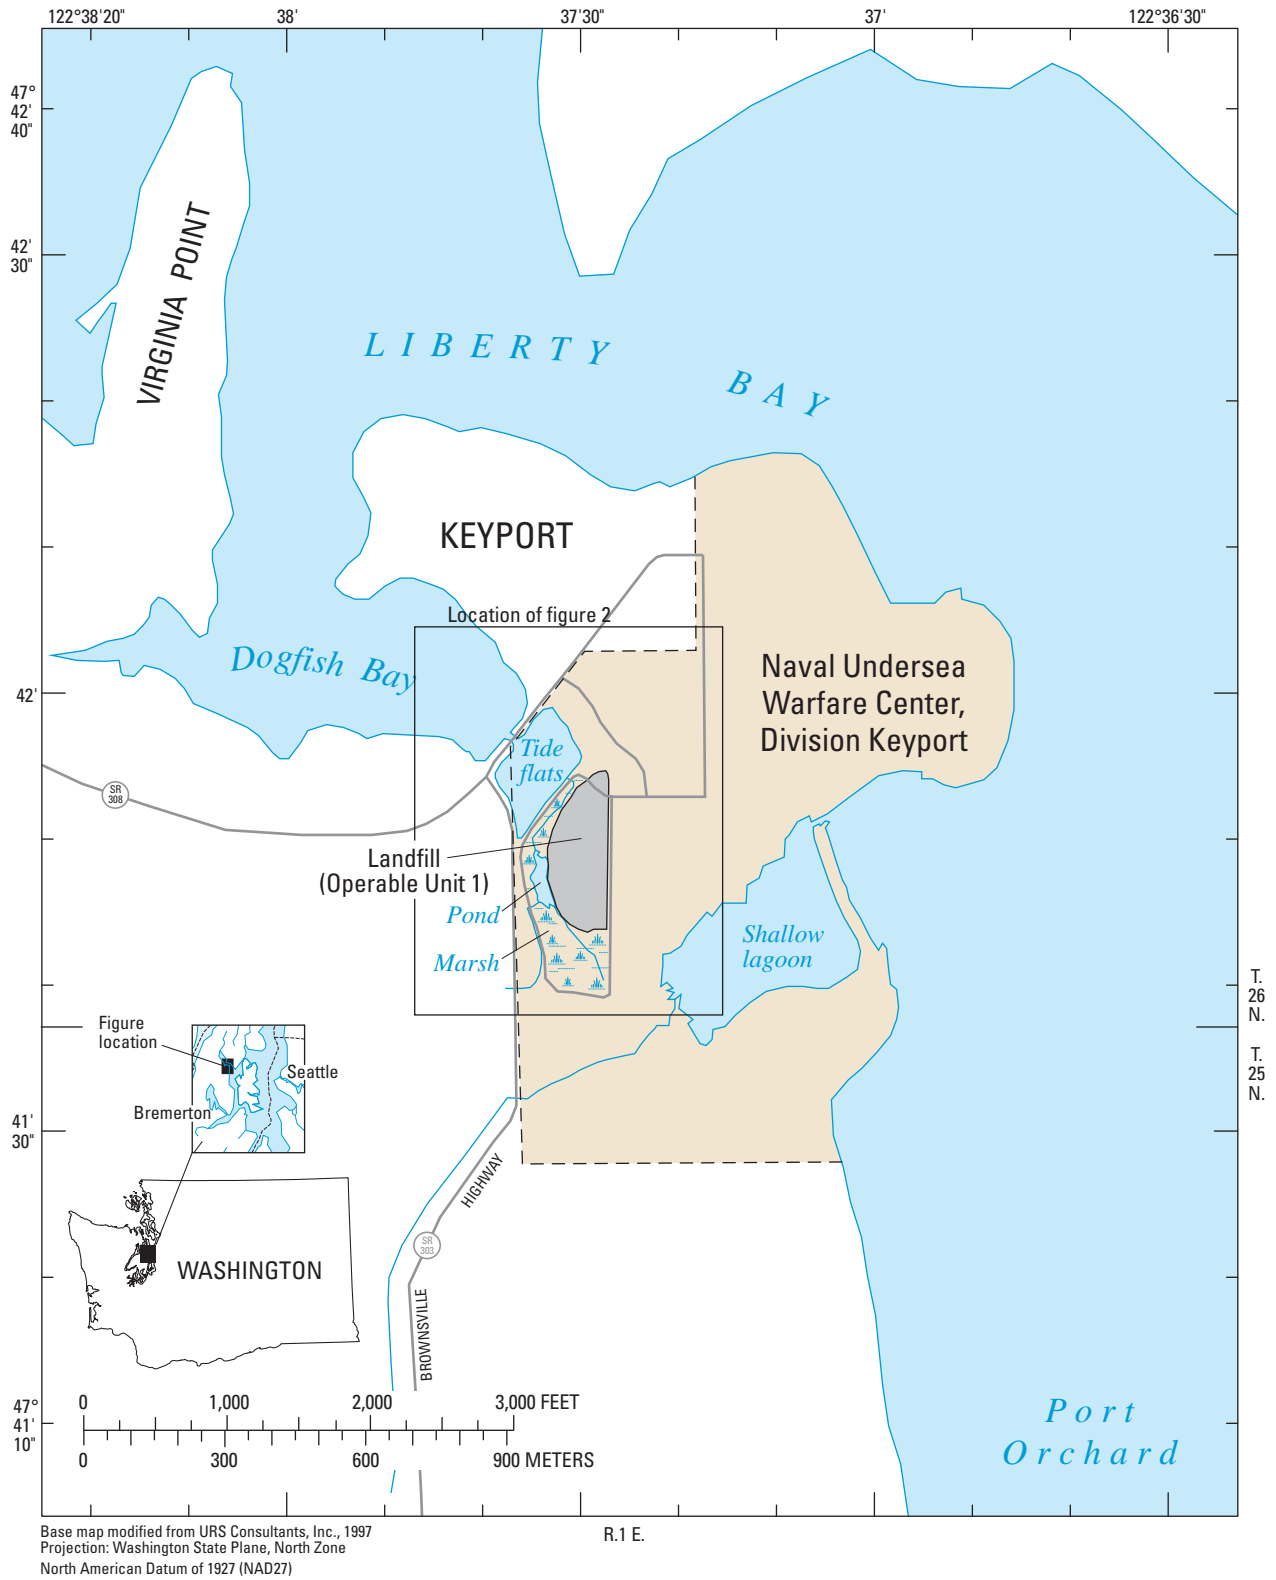 122°38'20"
38'
37'30"
37'
122°36'30"
47°
42'
40"
42'
30"
VIRGINIA POINT
LIBERTY
BAY
KEYPORT
Location of figure 2
Dogfish Bay
42'
Naval Undersea
Warfare Center,
Division Keyport
Tide
flats
SR
308
Landfill
(Operable Unit 1)
Pond
Marsh
Shallow
lagoon
T.
26
N.
T.
25
N.
Figure
location
Seattle
Bremerton
41'
30"
HIGHWAY
SR
303
WASHINGTON
BROWNSVILLE
0 1,000 2,000 3,000 FEET
0 300 600 900 METERS
47°
41'
10"
Port
Orchard
Base map modified from URS Consultants, Inc., 1997
Projection: Washington State Plane, North Zone
North American Datum of 1927 (NAD27)
R.1 E.